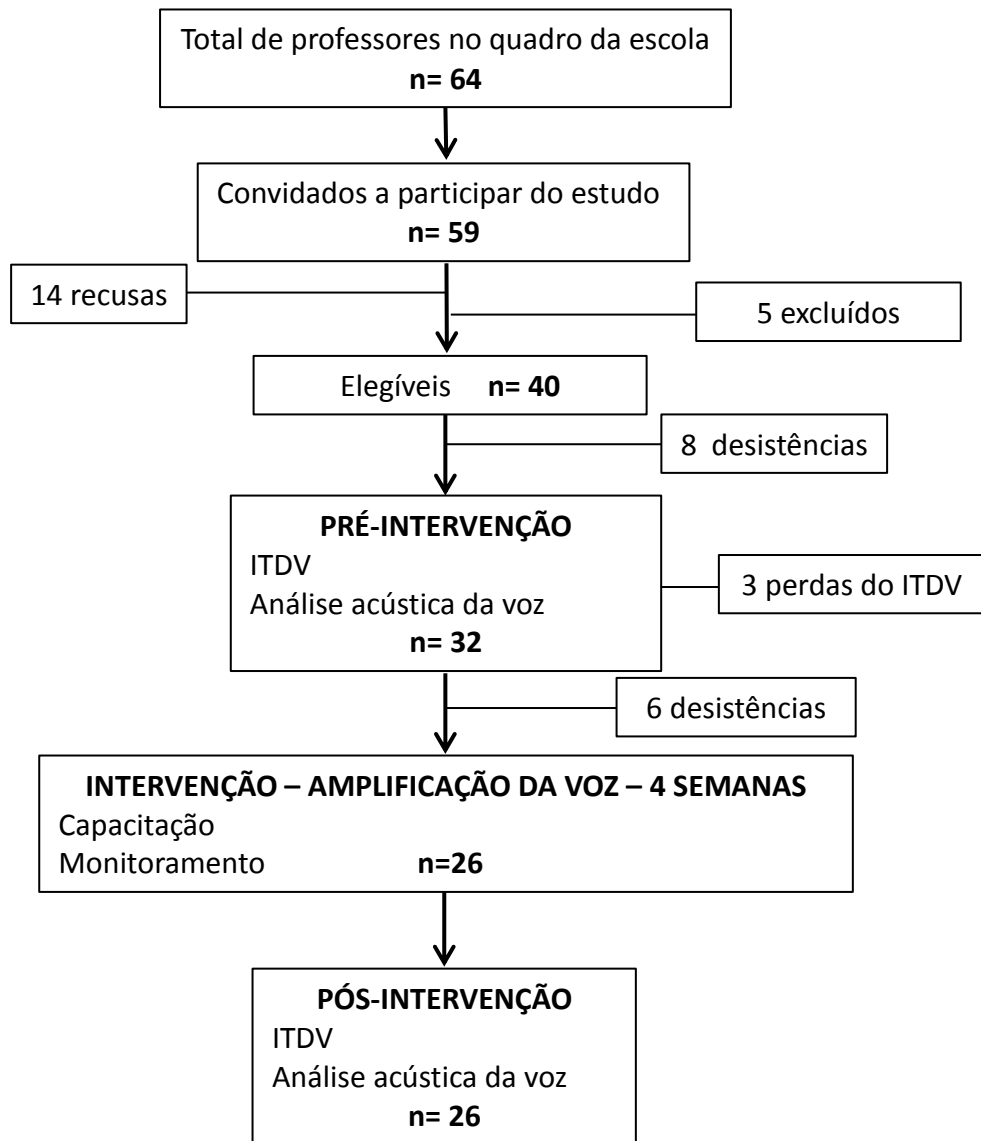 Total de professores no quadro da escola
n= 64
Convidados a participar do estudo
n= 59
14 recusas
5 excluídos
Elegíveis n= 40
8 desistências
PRÉ-INTERVENÇÃO
ITDV
Análise acústica da voz
n= 32
3 perdas do ITDV
6 desistências
INTERVENÇÃO – AMPLIFICAÇÃO DA VOZ – 4 SEMANAS
Capacitação
Monitoramento n=26
PÓS-INTERVENÇÃO
ITDV
Análise acústica da voz
n= 26